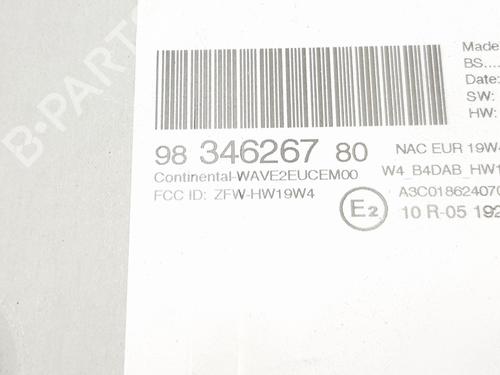 B-PARTS
Made
BS....
Date:
SW:
HW:
98 346267 80
NAC EUR 19W4
Continental-WAVE2EUCEM00
W4_B4DAB_HW1
FCC ID: ZFW-HW19W4
A3C01862407
E2
10 R-05 192